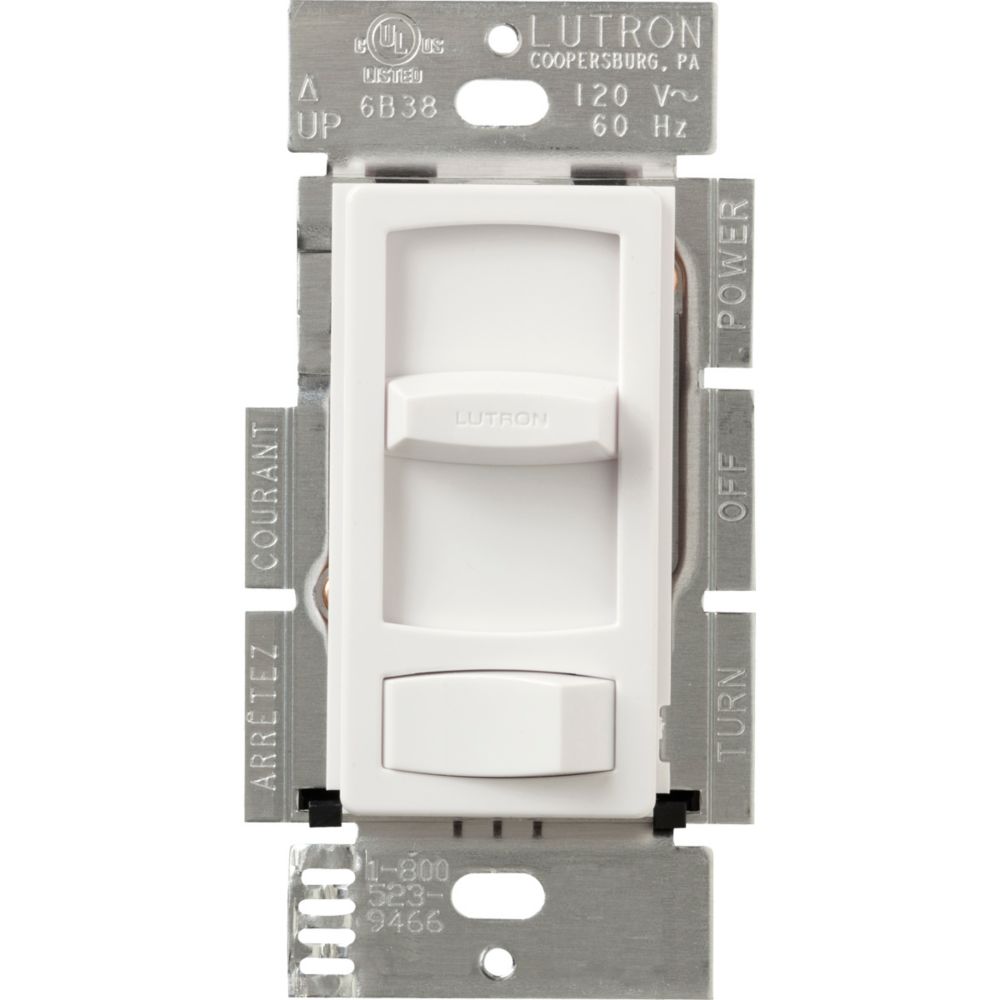 LUTRON
COOPERSBURG, PA
120 V~
60 Hz
C UL US
LISTED
6B38
Δ
UP
LUTRON
COURANT
ARRÊTEZ
TURN OFF POWER
1-800
523-
9466